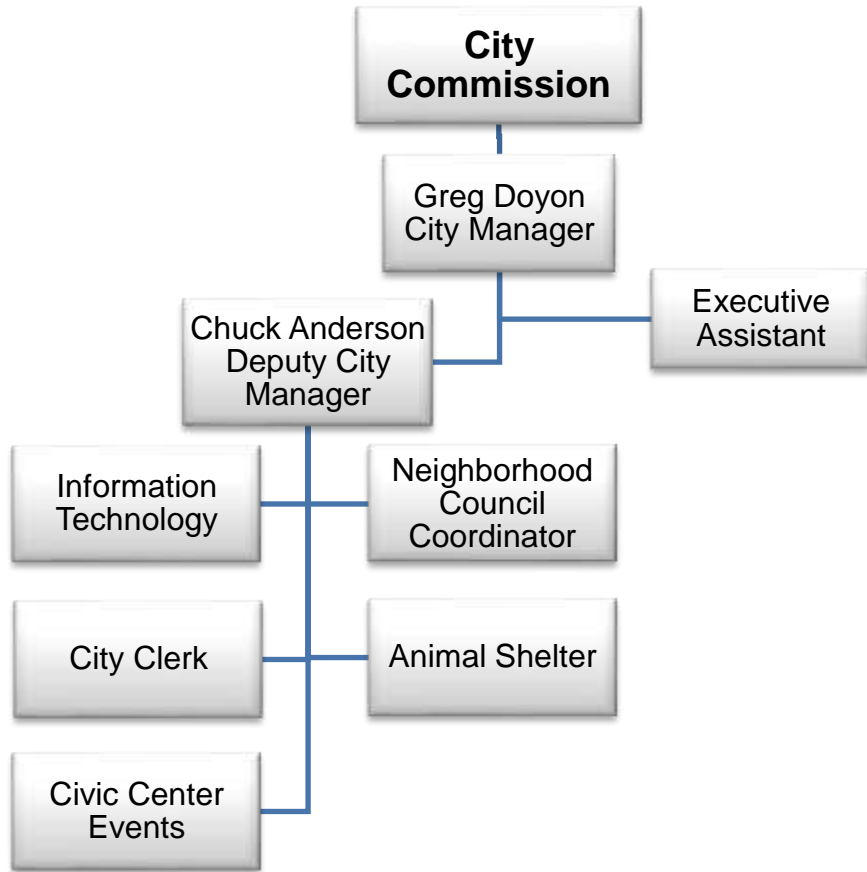 City
Commission
Greg Doyon
City Manager
Executive
Assistant
Chuck Anderson
Deputy City
Manager
Information
Technology
Neighborhood
Council
Coordinator
City Clerk
Animal Shelter
Civic Center
Events